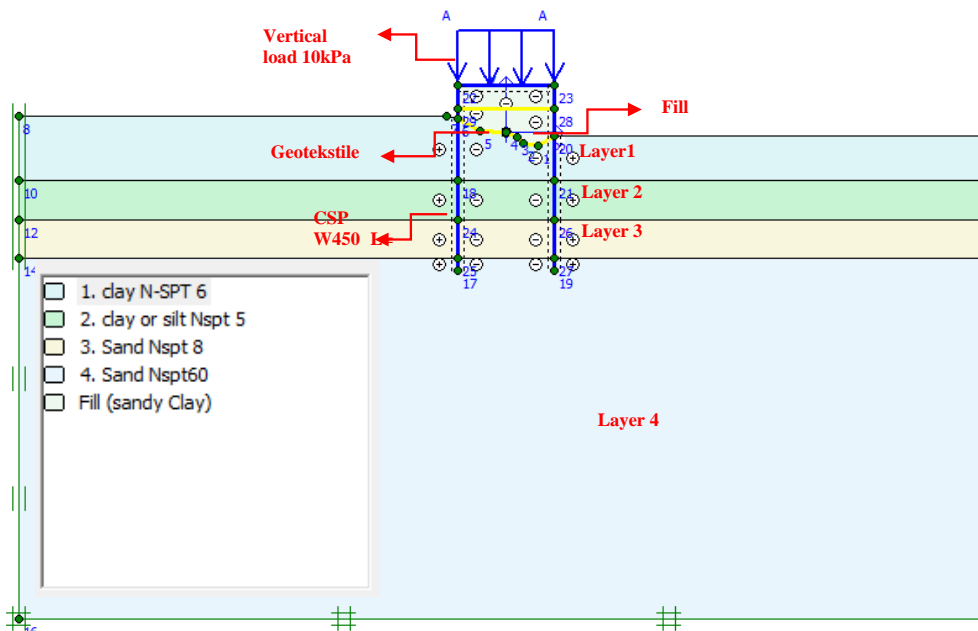 A A
Vertical
load 10kPa
23
Fill
28
29
8
Geotekstile
5
4
3
20
Layer1
10
18
21
Layer 2
CSP
W450
12
24
26
Layer 3
14
25
27
17
19
1. clay N-SPT 6
2. clay or silt Nspt 5
3. Sand Nspt 8
4. Sand Nspt60
Fill (sandy Clay)
Layer 4